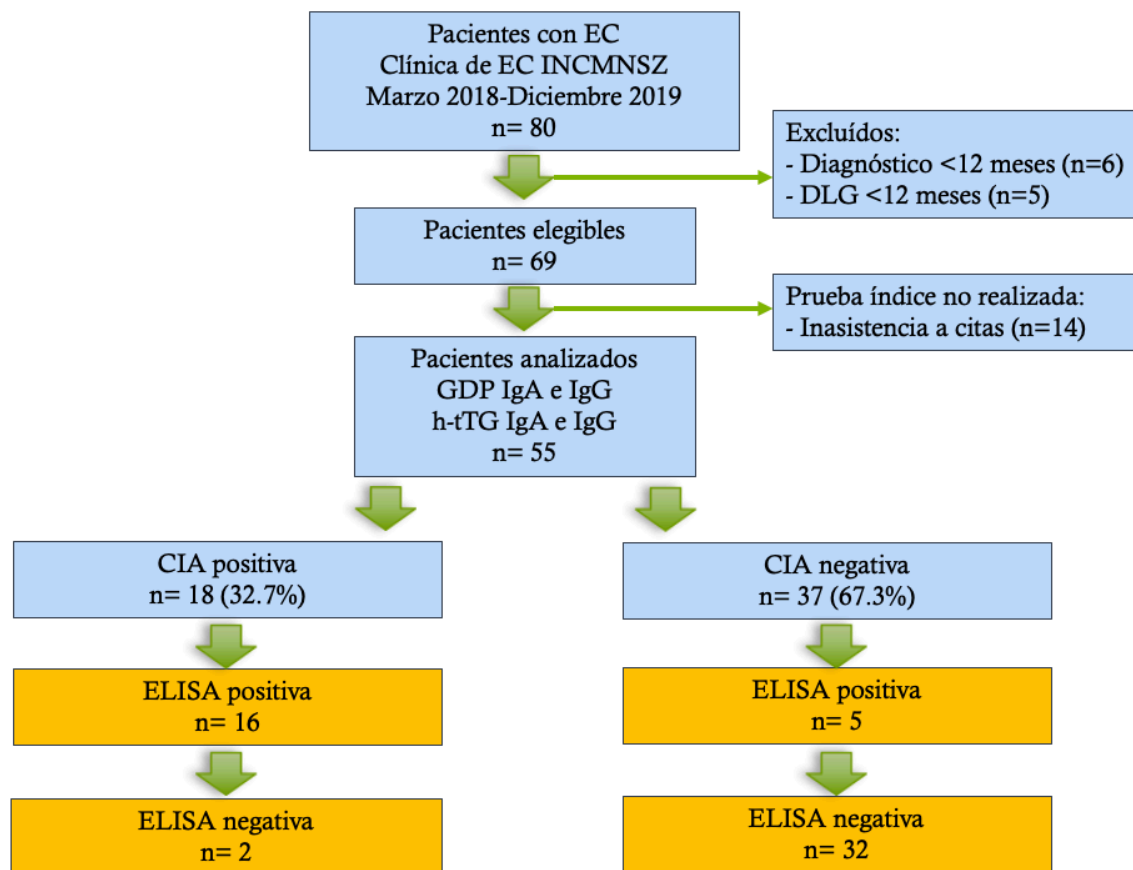 Pacientes con EC
Clínica de EC INCMNSZ
Marzo 2018-Diciembre 2019
n= 80
Excluídos:
- Diagnóstico <12 meses (n=6)
- DLG <12 meses (n=5)
Pacientes elegibles
n= 69
Prueba índice no realizada:
- Inasistencia a citas (n=14)
Pacientes analizados
GDP IgA e IgG
h-tTG IgA e IgG
n= 55
CIA positiva
n= 18 (32.7%)
CIA negativa
n= 37 (67.3%)
ELISA positiva
n= 16
ELISA positiva
n= 5
ELISA negativa
n= 2
ELISA negativa
n= 32